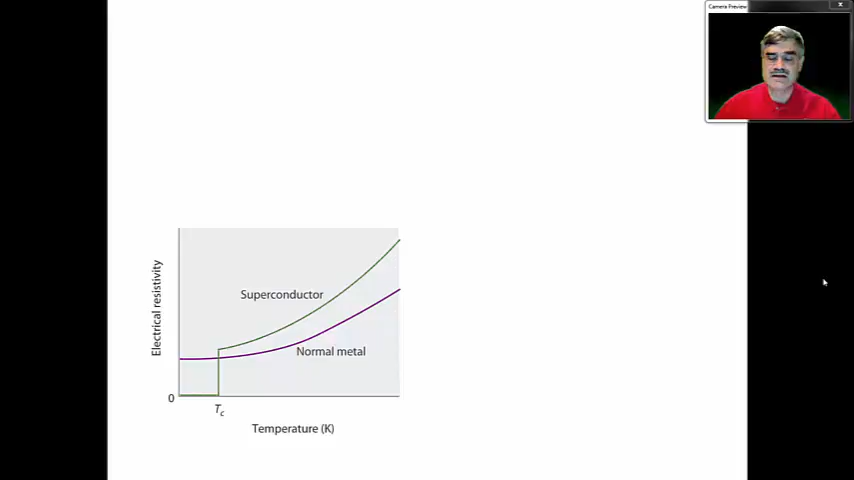 Camera Preview
Superconductor
Electrical resistivity
Normal metal
0
Tc
Temperature (K)